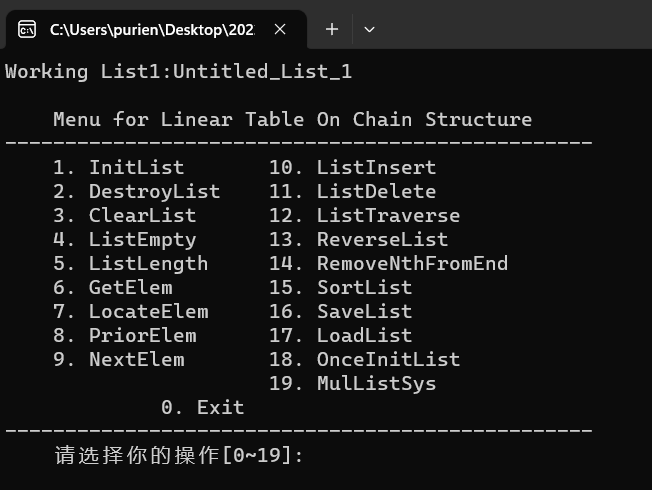 C:\Users\purien\Desktop\202
Working List1:Untitled_List_1
Menu for Linear Table On Chain Structure
-------------------------------------------------
1. InitList       10. ListInsert
2. DestroyList    11. ListDelete
3. ClearList      12. ListTraverse
4. ListEmpty      13. ReverseList
5. ListLength     14. RemoveNthFromEnd
6. GetElem        15. SortList
7. LocateElem     16. SaveList
8. PriorElem      17. LoadList
9. NextElem       18. OnceInitList
19. MulListSys
0. Exit
-------------------------------------------------
请选择你的操作[0~19]: